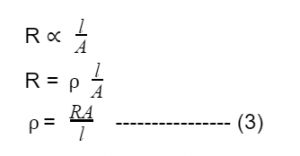 R ∝ l/A
R = ρ l/A
ρ = RA/l ---------------- (3)